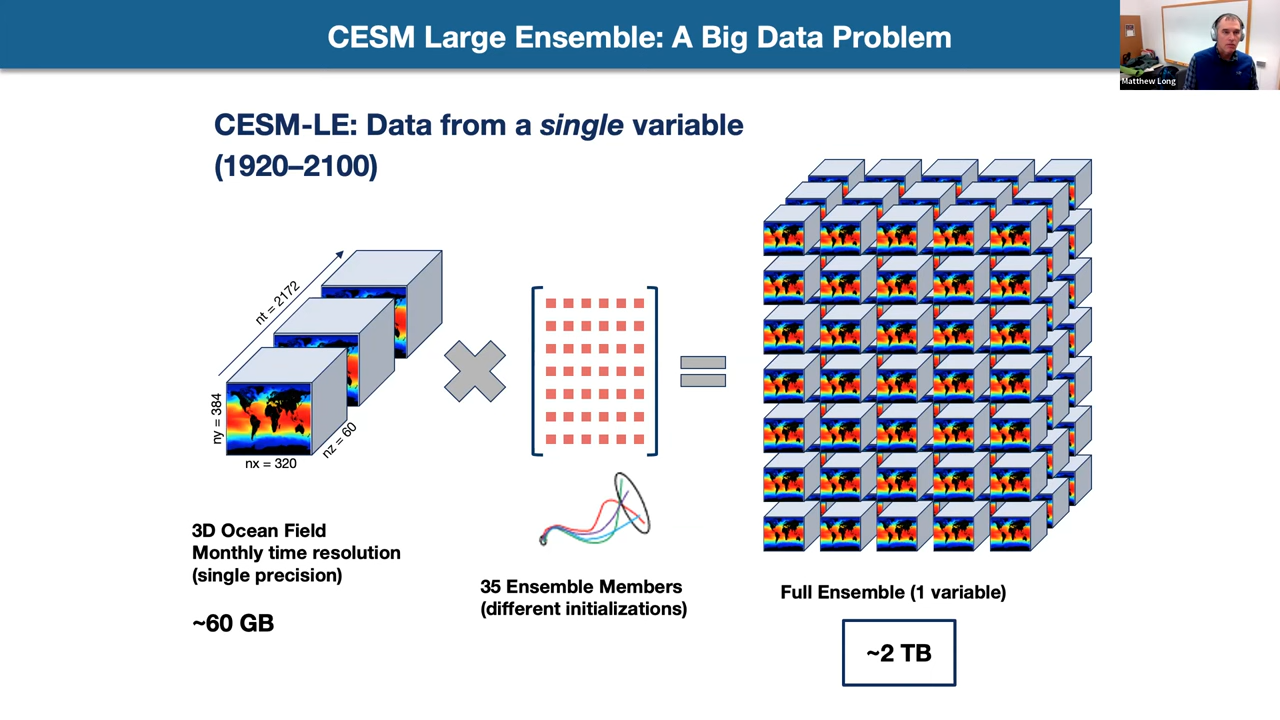 CESM Large Ensemble: A Big Data Problem
Matthew Long
CESM-LE: Data from a single variable
(1920–2100)
nt = 2172
ny = 384
nz = 60
nx = 320
3D Ocean Field
Monthly time resolution
(single precision)
~60 GB
35 Ensemble Members
(different initializations)
Full Ensemble (1 variable)
~2 TB